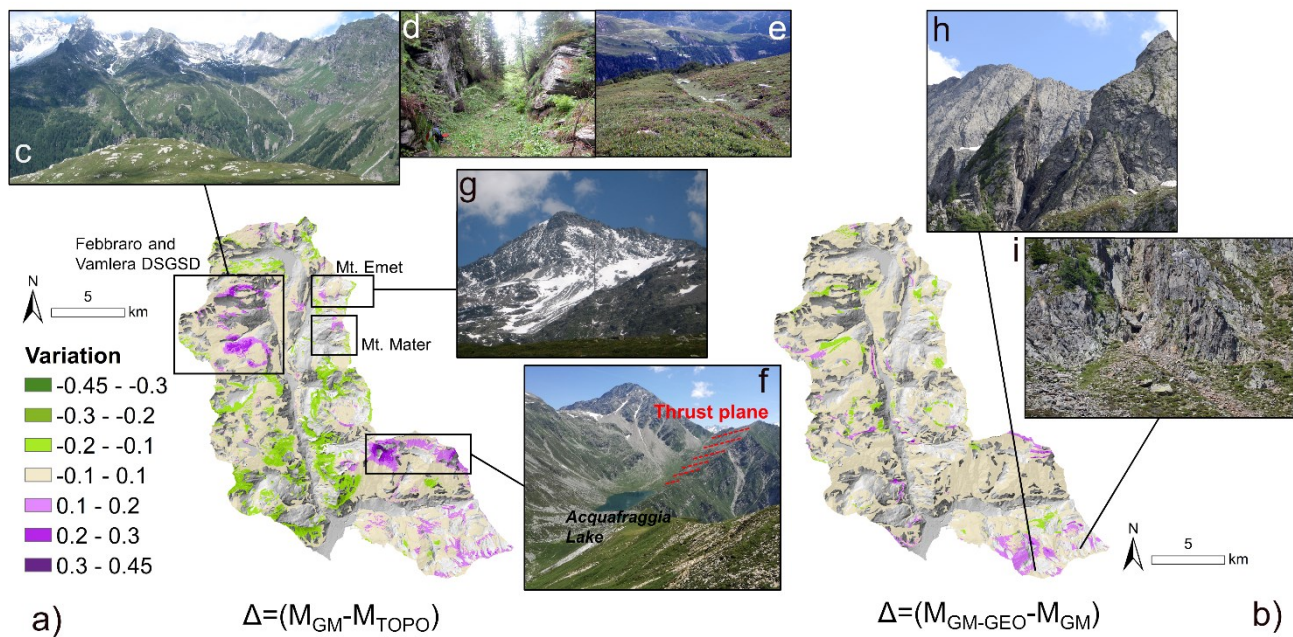 c
d
e
h
g
i
Febbraro and
Vamlera DSGSD
Mt. Emet
Mt. Mater
N
5
km
Variation
-0.45 - -0.3
-0.3 - -0.2
-0.2 - -0.1
-0.1 - 0.1
0.1 - 0.2
0.2 - 0.3
0.3 - 0.45
f
Thrust plane
Acquafraggia
Lake
N
5
km
a)
Δ=(M_GM-M_TOPO)
Δ=(M_GM-GEO-M_GM)
b)